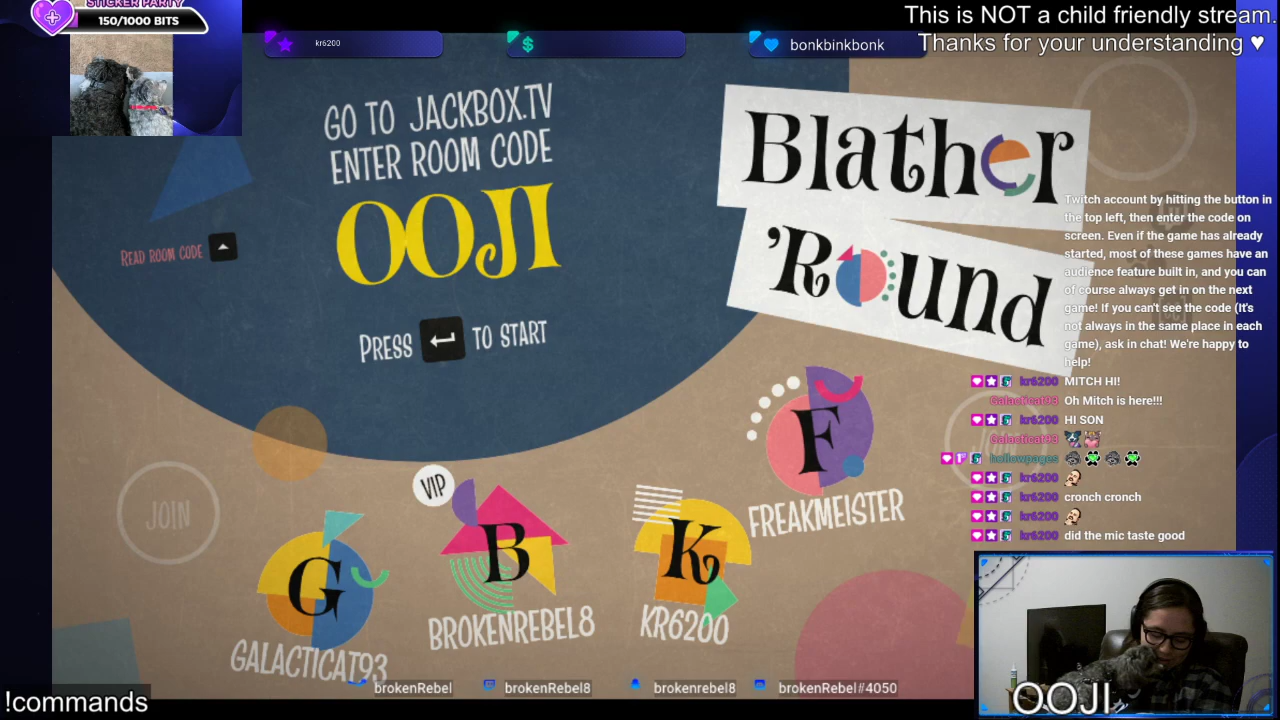 STICKER PARTY
150/1000 BITS
kr6200
bonkbinkbonk
This is NOT a child friendly stream.
Thanks for your understanding ♥
GO TO JACKBOX.TV
ENTER ROOM CODE
OOJI
READ ROOM CODE
PRESS TO START
Blather
'Round
Twitch account by hitting the button in
the top left, then enter the code on
screen. Even if the game has already
started, most of these games have an
audience feature built in, and you can
of course always get in on the next
game! If you can't see the code (It's
not always in the same place in each
game), ask in chat! We're happy to
help!
kr6200 MITCH HI!
Galacticat93 Oh Mitch is here!!!
kr6200 HI SON
Galacticat93
hollowpages
kr6200
kr6200 cronch cronch
kr6200
kr6200 did the mic taste good
JOIN
VIP
G
GALACTICAT93
B
BROKENREBEL8
K
KR6200
F
FREAKMEISTER
brokenRebel
brokenRebel8
brokenrebel8
brokenRebel#4050
!commands
OOJI